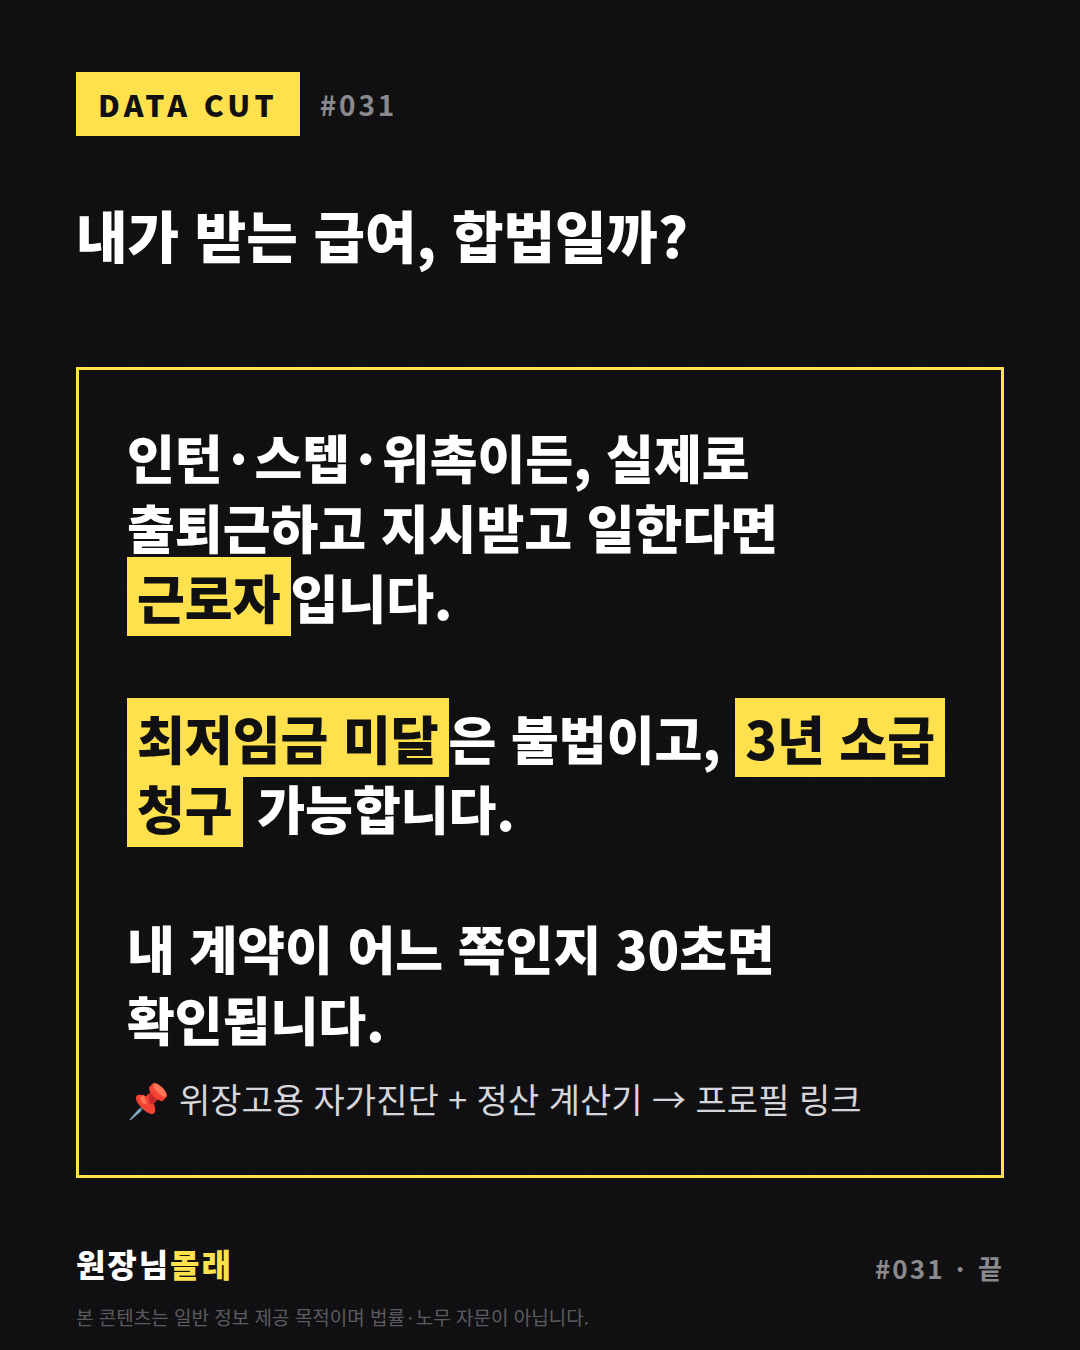 DATA CUT #031
내가 받는 급여, 합법일까?
인턴·스텝·위촉이든, 실제로
출퇴근하고 지시받고 일한다면
근로자입니다.
최저임금 미달은 불법이고, 3년 소급
청구 가능합니다.
내 계약이 어느 쪽인지 30초면
확인됩니다.
📌 위장고용 자가진단 + 정산 계산기 → 프로필 링크
원장님몰래
#031 · 끝
본 콘텐츠는 일반 정보 제공 목적이며 법률·노무 자문이 아닙니다.